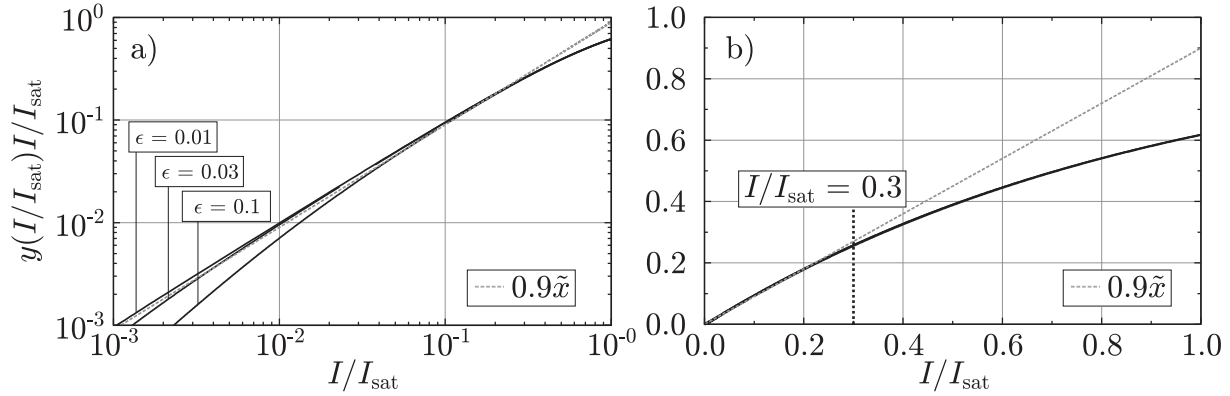 a)
y(I/I_sat)I/I_sat
10^0
10^-1
10^-2
10^-3
ϵ = 0.01
ϵ = 0.03
ϵ = 0.1
0.9x̃
10^-3 10^-2 10^-1 10^-0
I/I_sat
b)
1.0
0.8
0.6
0.4
0.2
0.0
I/I_sat = 0.3
0.9x̃
0.0 0.2 0.4 0.6 0.8 1.0
I/I_sat